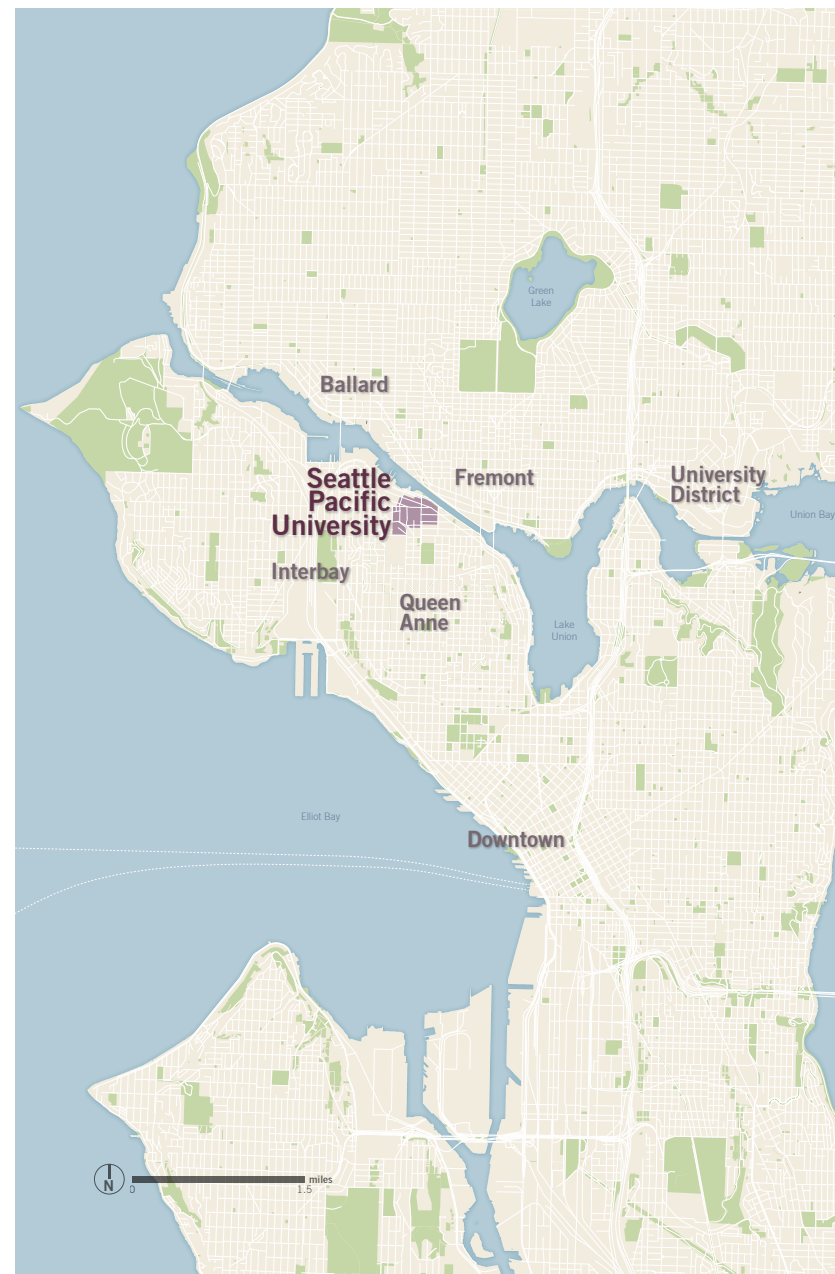 Green
Lake
Ballard
Seattle
Pacific
University
Fremont
University
District
Union Bay
Interbay
Queen
Anne
Lake
Union
Elliot Bay
Downtown
N
0
miles
1.5